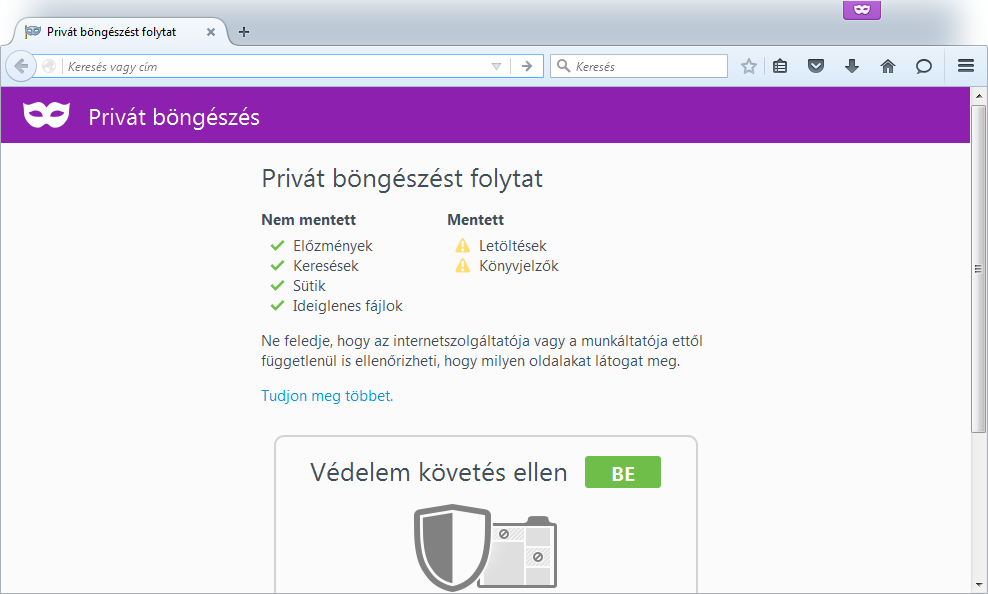 Privát böngészést folytat
Keresés vagy cím
Keresés
Privát böngészés
Privát böngészést folytat
Nem mentett
Előzmények
Keresések
Sütik
Ideiglenes fájlok
Mentett
Letöltések
Könyvjelzők
Ne feledje, hogy az internetszolgáltatója vagy a munkáltatója ettől
függetlenül is ellenőrizheti, hogy milyen oldalakat látogat meg.
Tudjon meg többet.
Védelem követés ellen
BE